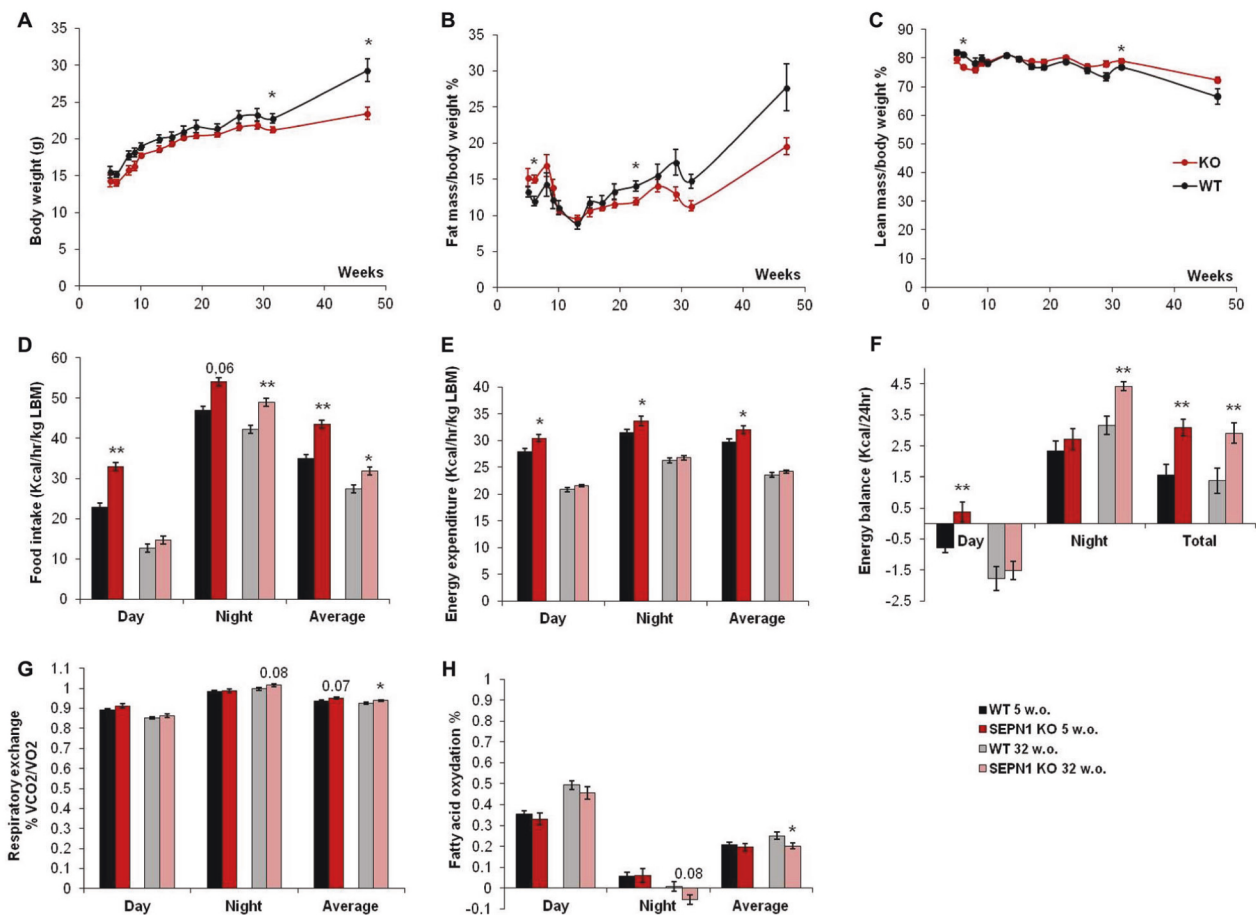 A
Body weight (g)
35
30
25
20
15
10
5
0
*
*
Weeks
0 10 20 30 40 50
B
Fat mass/body weight %
35
30
25
20
15
10
5
0
*
*
Weeks
0 10 20 30 40 50
C
Lean mass/body weight %
100
90
80
70
60
50
40
30
20
10
0
*
*
KO
WT
Weeks
0 10 20 30 40 50
D
Food intake (Kcal/hr/kg LBM)
60
50
40
30
20
10
0
**
0.06
**
**
*
Day Night Average
E
Energy expenditure (Kcal/hr/kg LBM)
40
35
30
25
20
15
10
5
0
*
*
*
Day Night Average
F
Energy balance (Kcal/24hr)
4.5
3.5
2.5
1.5
0.5
-0.5
-1.5
-2.5
**
**
**
**
Day Night Total
G
Respiratory exchange
% VCO2/VO2
1.1
1
0.9
0.8
0.7
0.6
0.5
0.4
0.3
0.2
0.1
0
0.08
0.07
*
Day Night Average
H
Fatty acid oxydation %
1
0.9
0.8
0.7
0.6
0.5
0.4
0.3
0.2
0.1
0
-0.1
0.08
*
Day Night Average
WT 5 w.o.
SEPN1 KO 5 w.o.
WT 32 w.o.
SEPN1 KO 32 w.o.